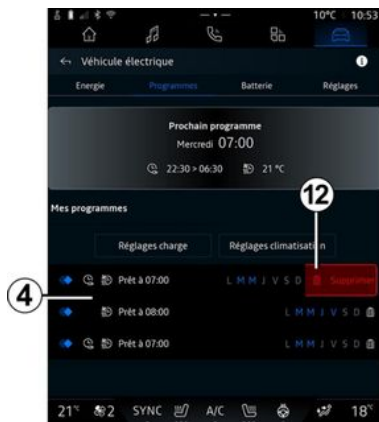 10°C 10:53
Véhicule électrique
Energie Programmes Batterie Réglages
Prochain programme
Mercredi 07:00
22:30 > 06:30 21 °C
Mes programmes
12
Réglages charge Réglages climatisation
Prêt à 07:00 L M M J V S D Supprimer
4
Prêt à 08:00 L M M J V S D
Prêt à 07:00 L M M J V S D
21°C 2 SYNC A/C 18°C